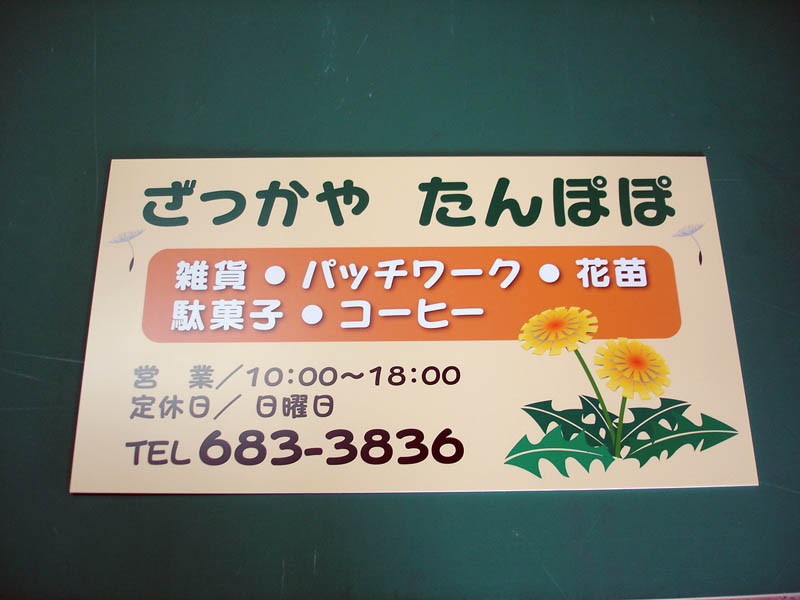 ざっかや たんぽぽ
雑貨●パッチワーク●花苗
駄菓子●コーヒー
営 業／10:00～18:00
定休日／ 日曜日
TEL 683-3836